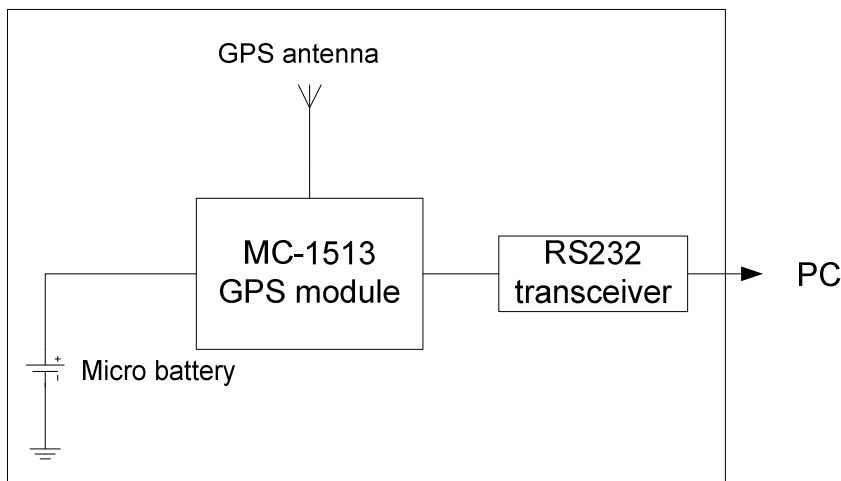 GPS antenna
MC-1513
GPS module
RS232
transceiver
PC
+
-
Micro battery